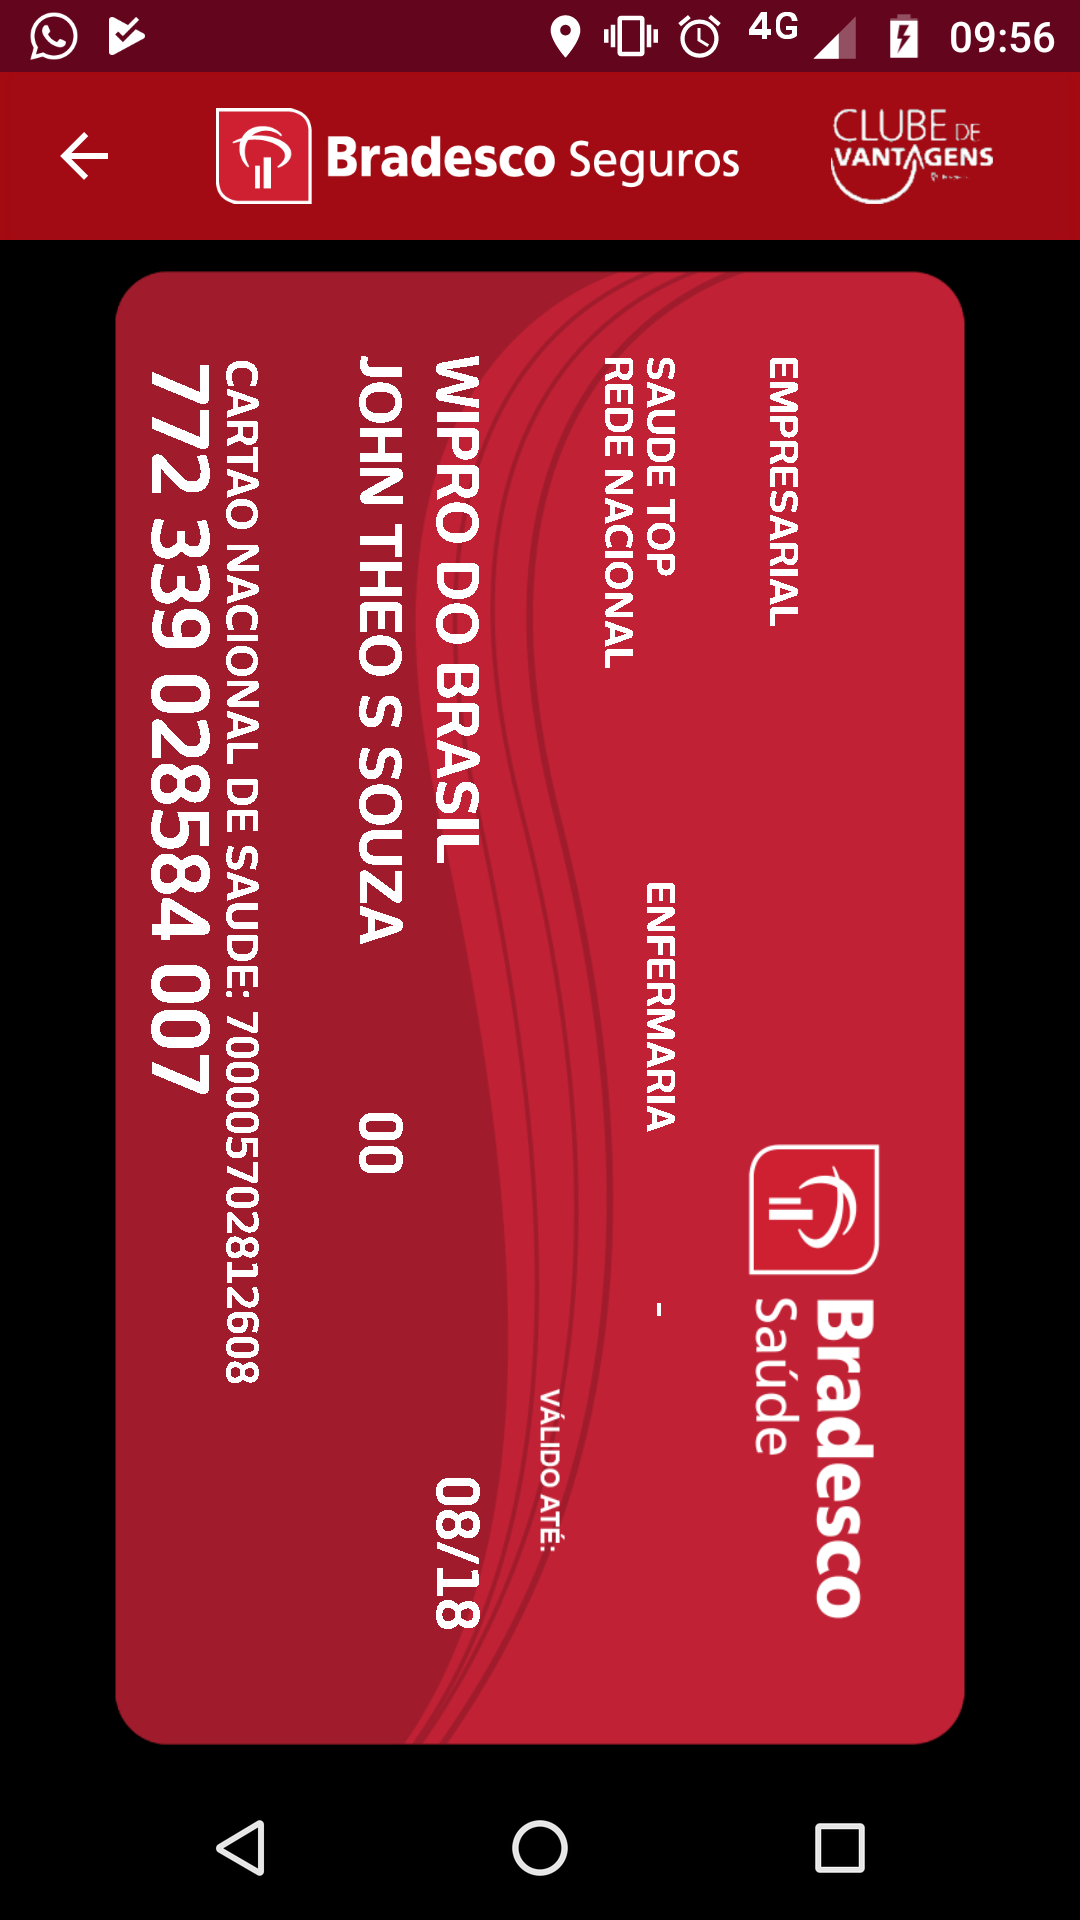 4G 09:56
Bradesco Seguros
CLUBE DE
VANTAGENS
Bradesco
Saúde
EMPRESARIAL
SAUDE TOP ENFERMARIA -
REDE NACIONAL
VÁLIDO ATÉ:
WIPRO DO BRASIL 08/18
JOHN THEO S SOUZA 00
CARTAO NACIONAL DE SAUDE: 700005702812608
772 339 028584 007